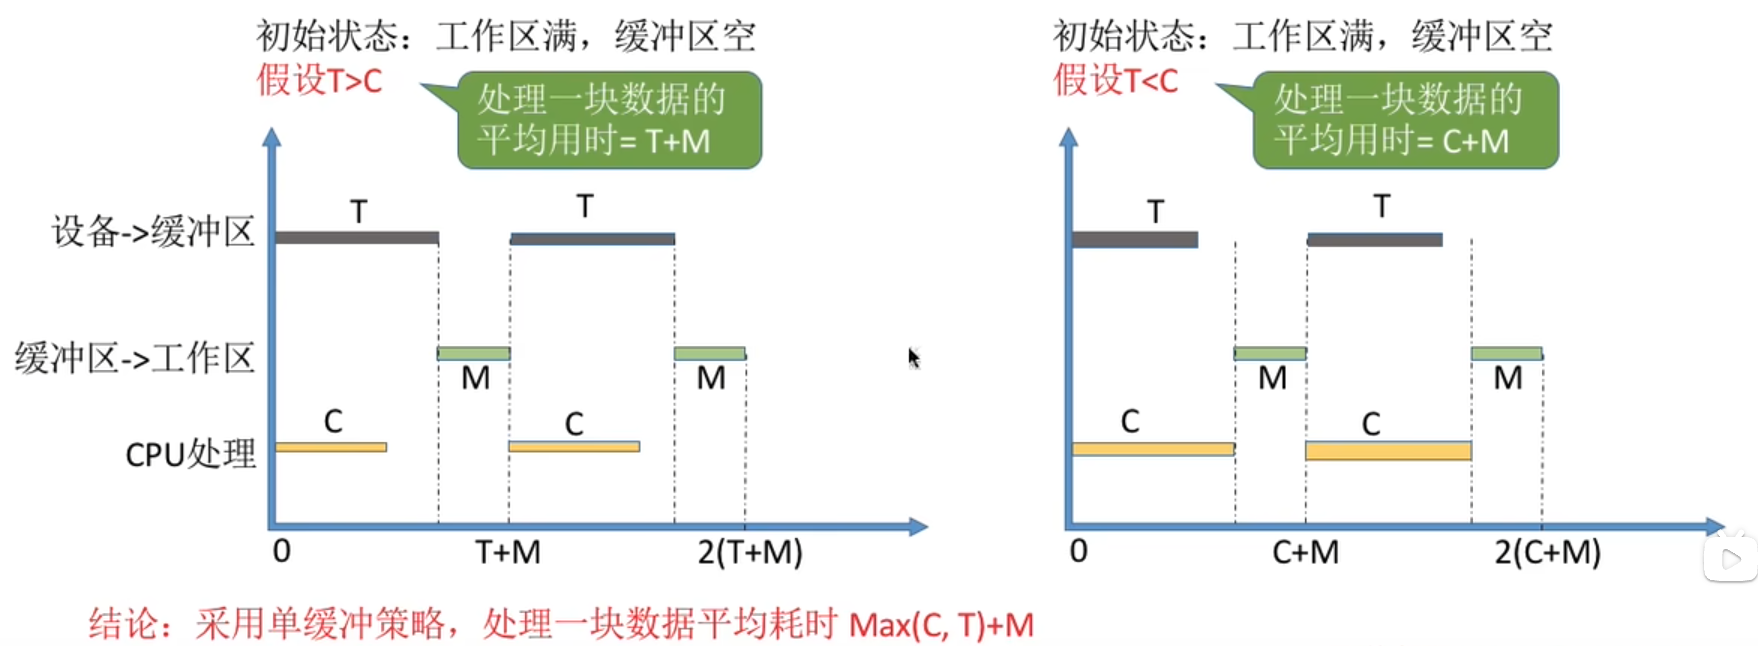 初始状态：工作区满，缓冲区空
假设T>C
处理一块数据的
平均用时= T+M
T
T
设备->缓冲区
缓冲区->工作区
M
M
C
C
CPU处理
0
T+M
2(T+M)
初始状态：工作区满，缓冲区空
假设T<C
处理一块数据的
平均用时= C+M
T
T
M
M
C
C
0
C+M
2(C+M)
结论：采用单缓冲策略，处理一块数据平均耗时 Max(C, T)+M